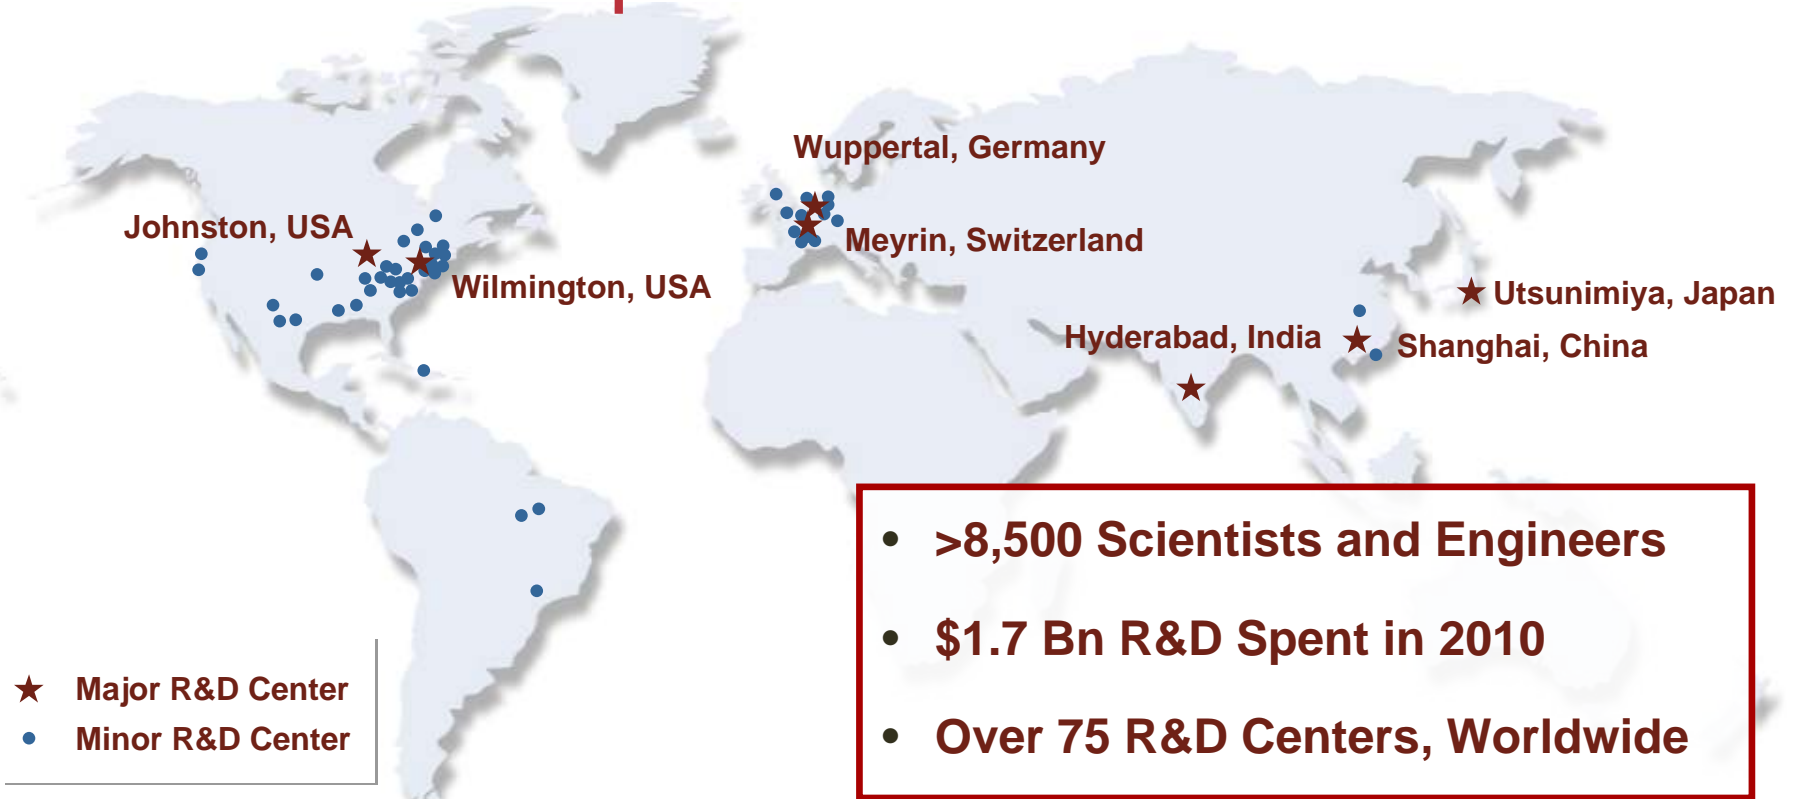 Wuppertal, Germany
Johnston, USA
Meyrin, Switzerland
Wilmington, USA
Utsunimiya, Japan
Hyderabad, India
Shanghai, China
• >8,500 Scientists and Engineers
• $1.7 Bn R&D Spent in 2010
• Over 75 R&D Centers, Worldwide
Major R&D Center
Minor R&D Center